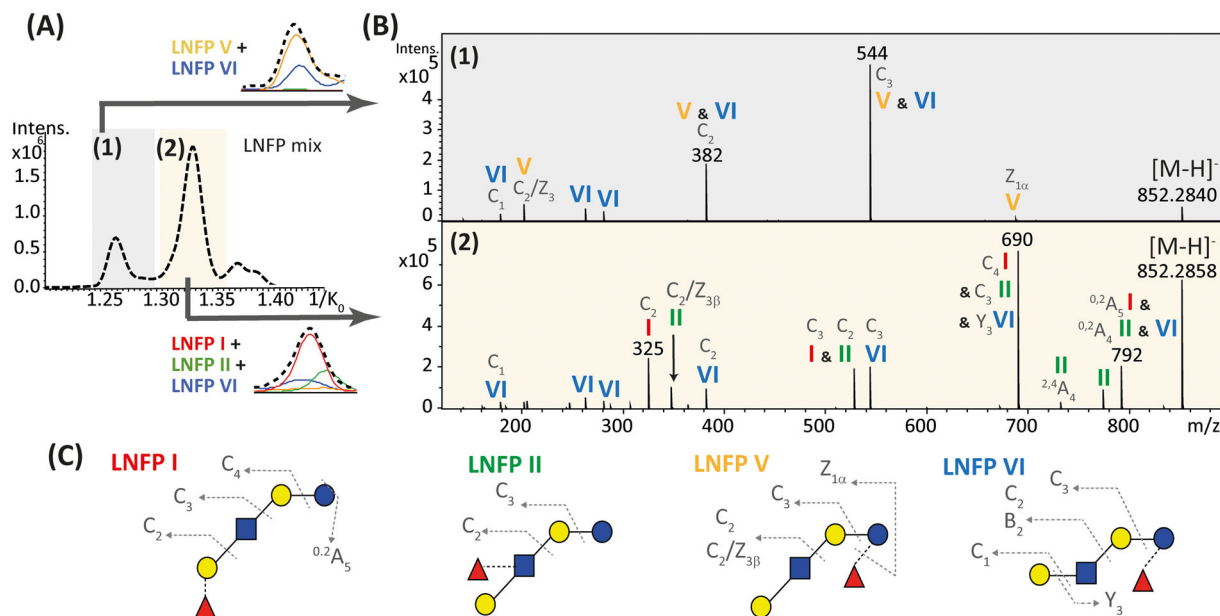 (A)
LNFP V +
LNFP VI
Intens.
x10⁶
(1)
(2)
LNFP mix
1.5
1.0
0.5
0.0
1.25
1.30
1.35
1.40
1/K₀
LNFP I +
LNFP II +
LNFP VI
(B)
Intens.
x10⁵
(1)
4
3
2
1
0
VI
C₁
V
C₂/Z₃
VI
VI
V & VI
C₂
382
544
C₃
V & VI
Z₁α
V
[M-H]⁻
852.2840
(2)
x10⁵
6
4
2
0
C₁
VI
VI
VI
C₂
I
325
C₂/Z₃β
II
C₂
VI
C₃ C₂
I & II
C₃
VI
690
C₄ I
& C₃ II
& Y₃ VI
II
²,⁴A₄
II
⁰,²A₅ I &
⁰,²A₄ II & VI
792
[M-H]⁻
852.2858
200
300
400
500
600
700
800
m/z
(C)
LNFP I
C₄
C₃
C₂
⁰.²A₅
LNFP II
C₃
C₂
LNFP V
Z₁α
C₃
C₂
C₂/Z₃β
LNFP VI
C₃
C₂
B₂
C₁
Y₃